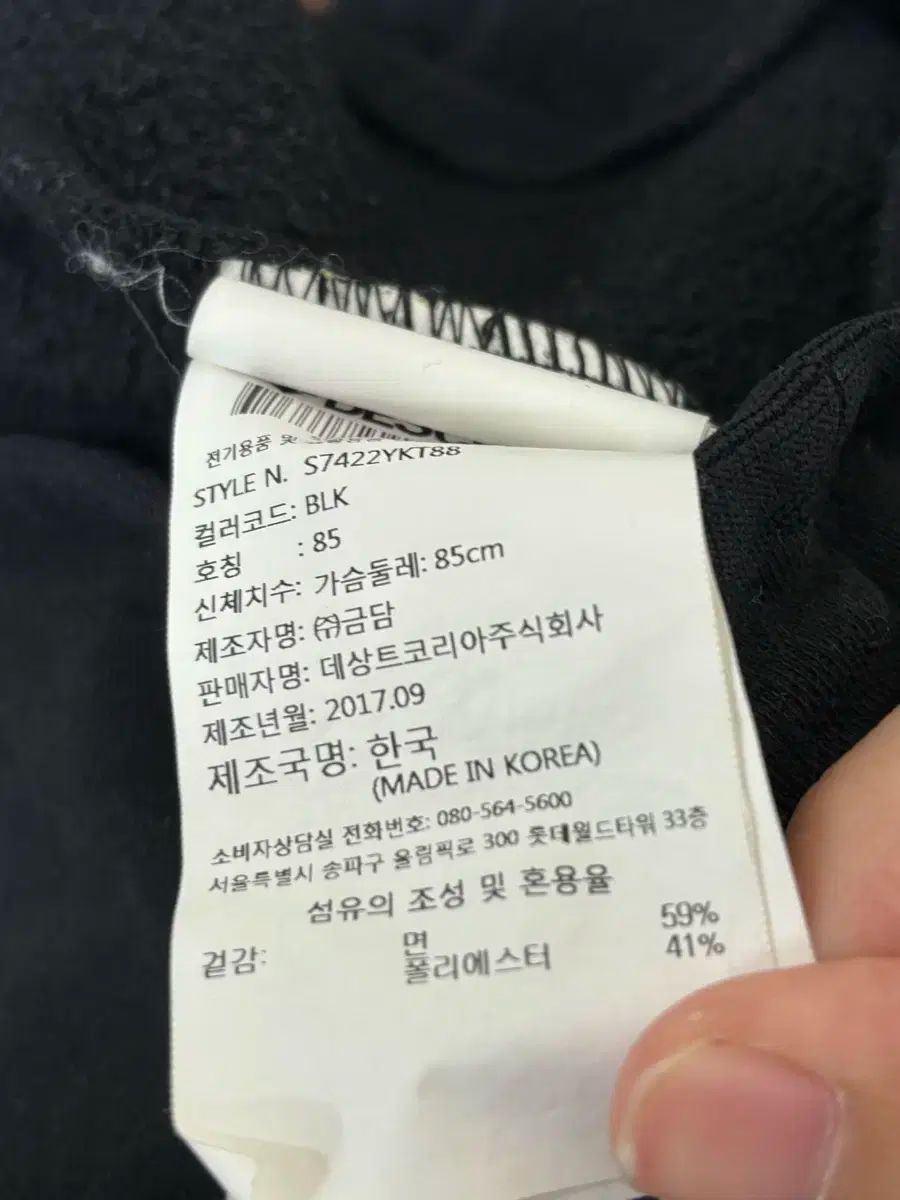 전기용품 및
STYLE N. S7422YKT88
컬러코드: BLK
호칭 : 85
신체치수: 가슴둘레: 85cm
제조자명: ㈜금담
판매자명: 데상트코리아주식회사
제조년월: 2017.09
제조국명: 한국
(MADE IN KOREA)
소비자상담실 전화번호: 080-564-5600
서울특별시 송파구 올림픽로 300 롯데월드타워 33층
섬유의 조성 및 혼용율
겉감: 면 59%
폴리에스터 41%